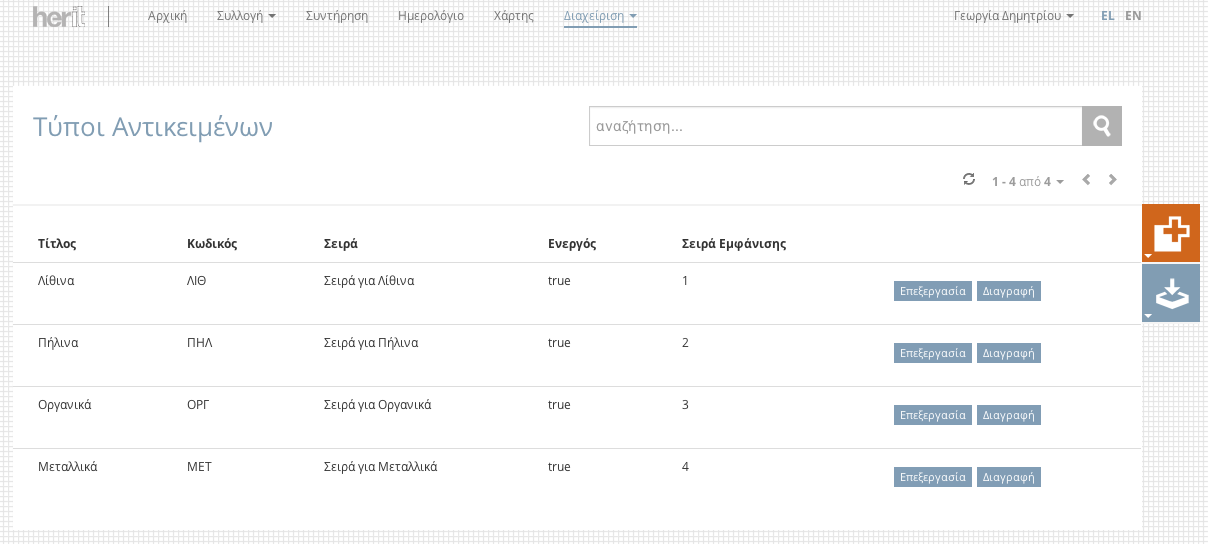 herit Αρχική Συλλογή Συντήρηση Ημερολόγιο Χάρτης Διαχείριση Γεωργία Δημητρίου EL EN
Τύποι Αντικειμένων αναζήτηση...
1 - 4 από 4
Τίτλος Κωδικός Σειρά Ενεργός Σειρά Εμφάνισης
Λίθινα ΛΙΘ Σειρά για Λίθινα true 1 Επεξεργασία Διαγραφή
Πήλινα ΠΗΛ Σειρά για Πήλινα true 2 Επεξεργασία Διαγραφή
Οργανικά ΟΡΓ Σειρά για Οργανικά true 3 Επεξεργασία Διαγραφή
Μεταλλικά ΜΕΤ Σειρά για Μεταλλικά true 4 Επεξεργασία Διαγραφή